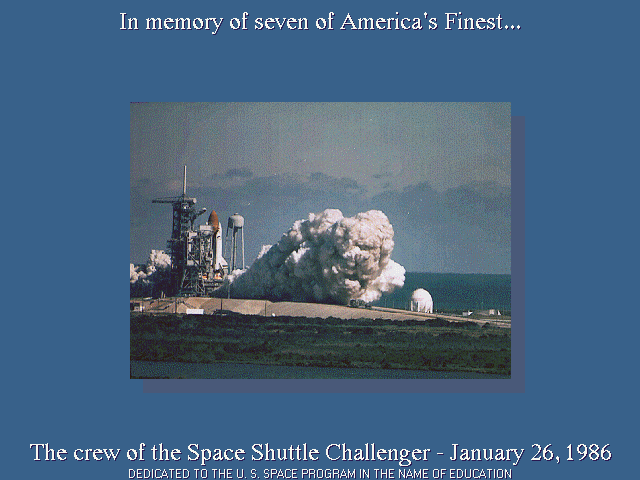 In memory of seven of America's Finest...
The crew of the Space Shuttle Challenger - January 26, 1986
DEDICATED TO THE U. S. SPACE PROGRAM IN THE NAME OF EDUCATION